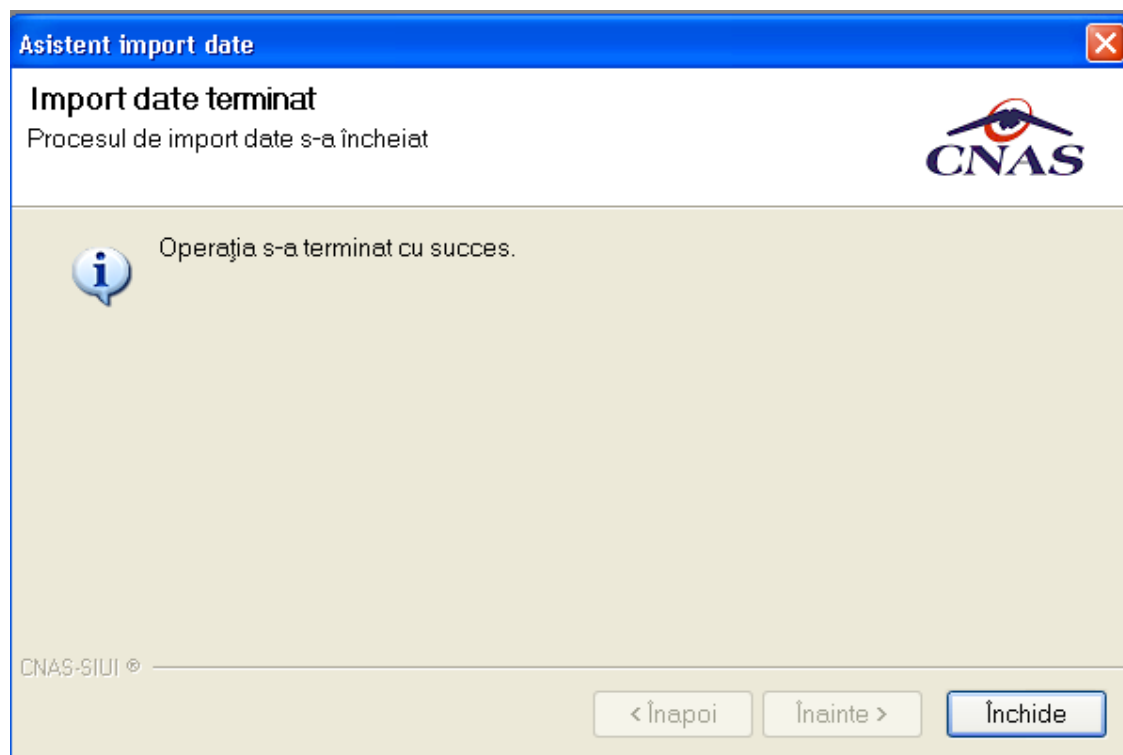 Asistent import date
Import date terminat
Procesul de import date s-a încheiat
CNAS
Operaţia s-a terminat cu succes.
CNAS-SIUI ®
< Înapoi
Înainte >
Închide